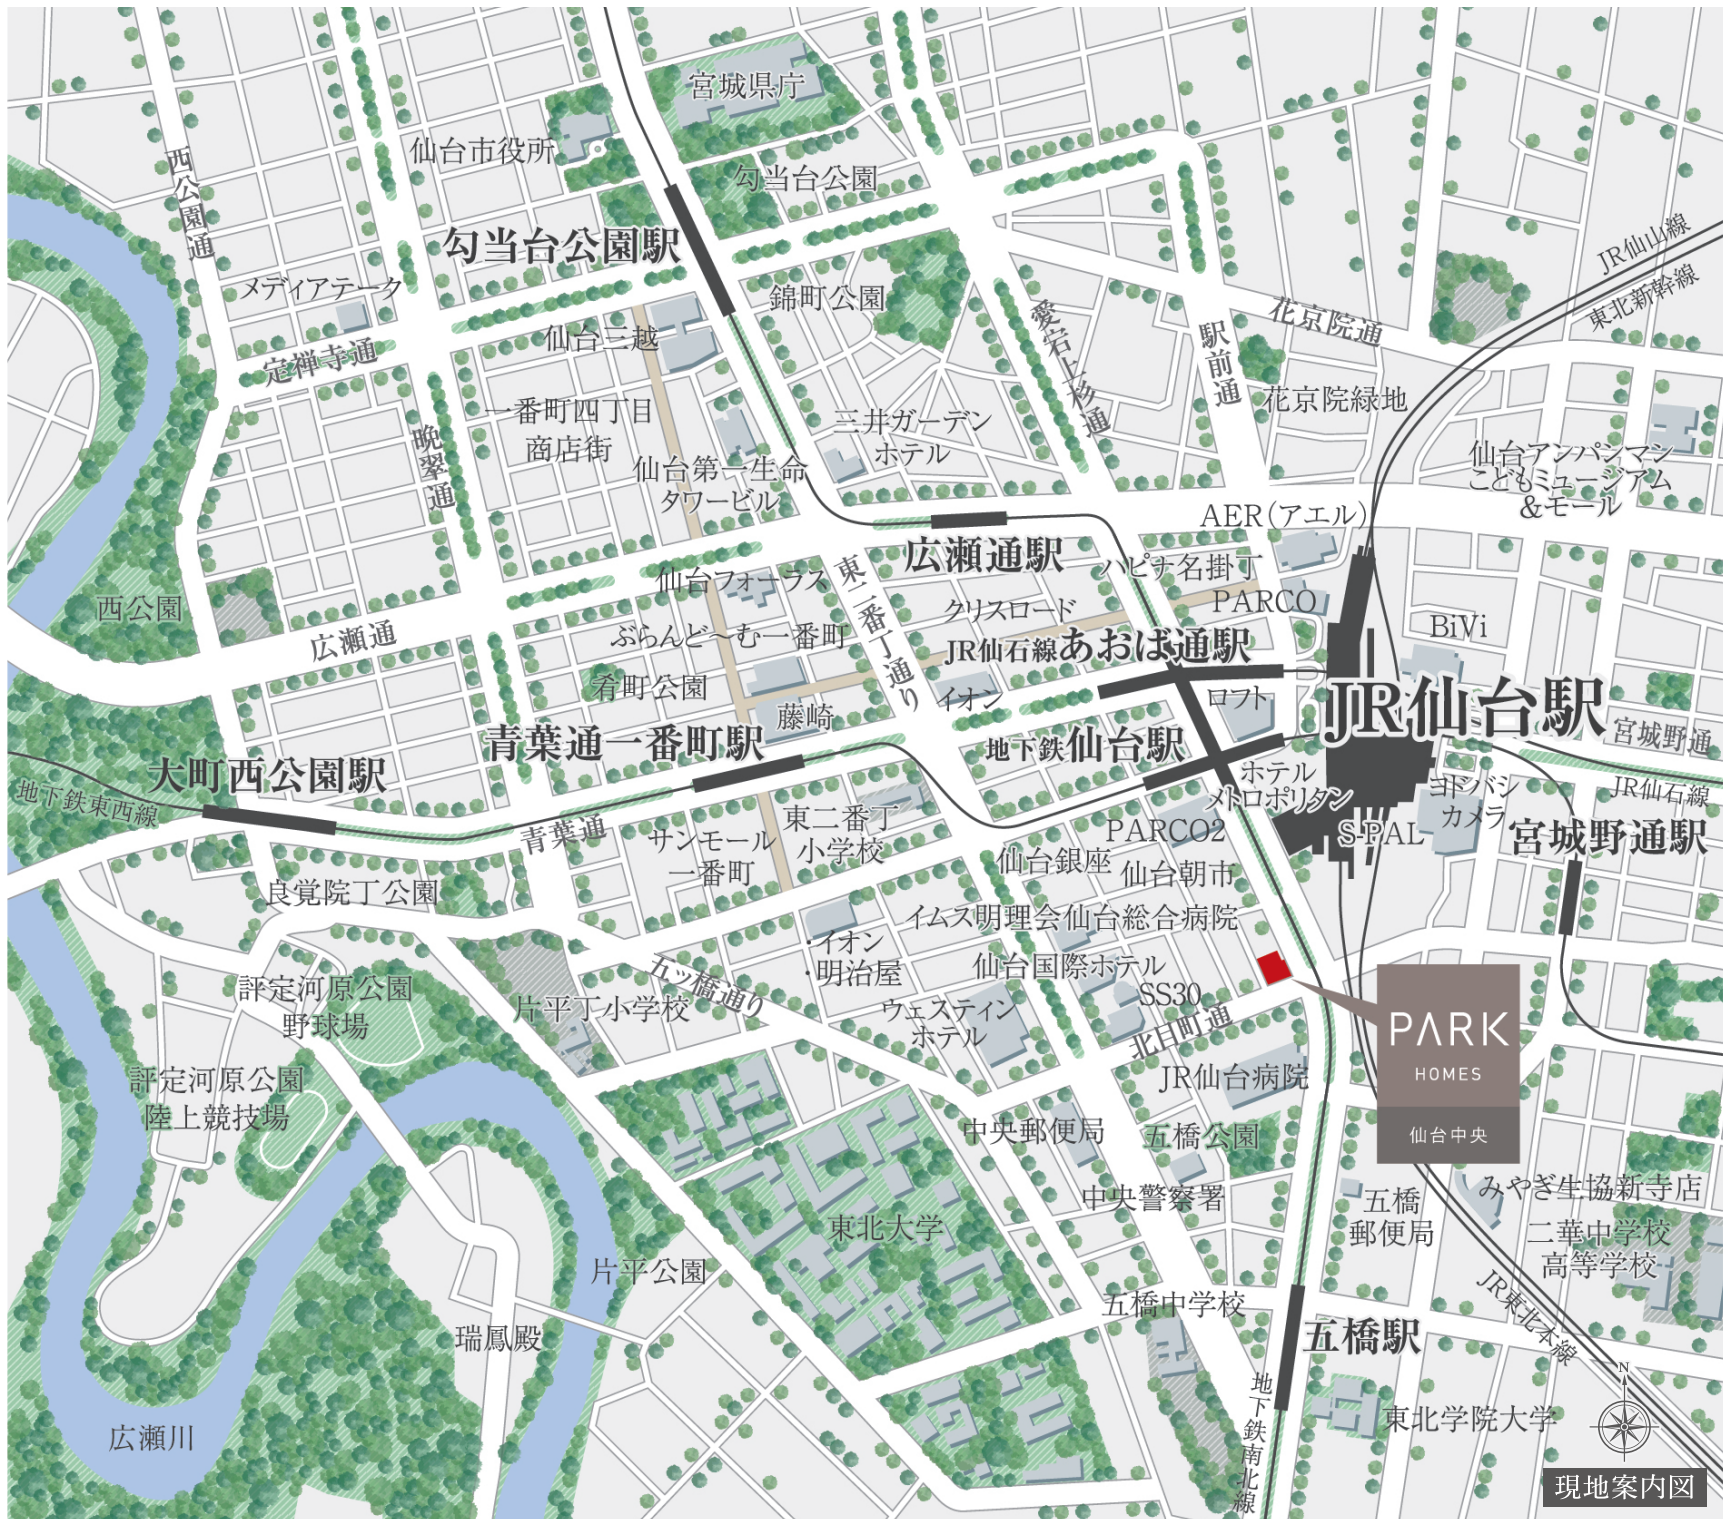 宮城県庁
仙台市役所
勾当台公園
西公園通
勾当台公園駅
JR仙山線
東北新幹線
メディアテーク
錦町公園
愛宕上杉通
花京院通
駅前通
仙台三越
定禅寺通
花京院緑地
一番町四丁目
商店街
晩翠通
三井ガーデン
ホテル
仙台アンパンマン
こどもミュージアム
&モール
仙台第一生命
タワービル
AER(アエル)
広瀬通駅
東二番丁通り
ハピナ名掛丁
仙台フォーラス
西公園
PARCO
クリスロード
BiVi
広瀬通
ぶらんど〜む一番町
JR仙石線あおば通駅
肴町公園
イオン
ロフト
JR仙台駅
藤崎
宮城野通
青葉通一番町駅
地下鉄仙台駅
大町西公園駅
ホテル
メトロポリタン
ヨドバシ
カメラ
JR仙石線
地下鉄東西線
東二番丁
小学校
サンモール
一番町
青葉通
PARCO2
S-PAL
宮城野通駅
仙台銀座
仙台朝市
良覚院丁公園
イムス明理会仙台総合病院
・イオン
・明治屋
五ッ橋通り
仙台国際ホテル
SS30
評定河原公園
野球場
片平丁小学校
ウェスティン
ホテル
北目町通
PARK
HOMES
仙台中央
JR仙台病院
評定河原公園
陸上競技場
中央郵便局
五橋公園
中央警察署
みやぎ生協新寺店
五橋
郵便局
東北大学
二華中学校
高等学校
片平公園
五橋中学校
JR東北本線
瑞鳳殿
五橋駅
地下鉄南北線
N
東北学院大学
広瀬川
現地案内図